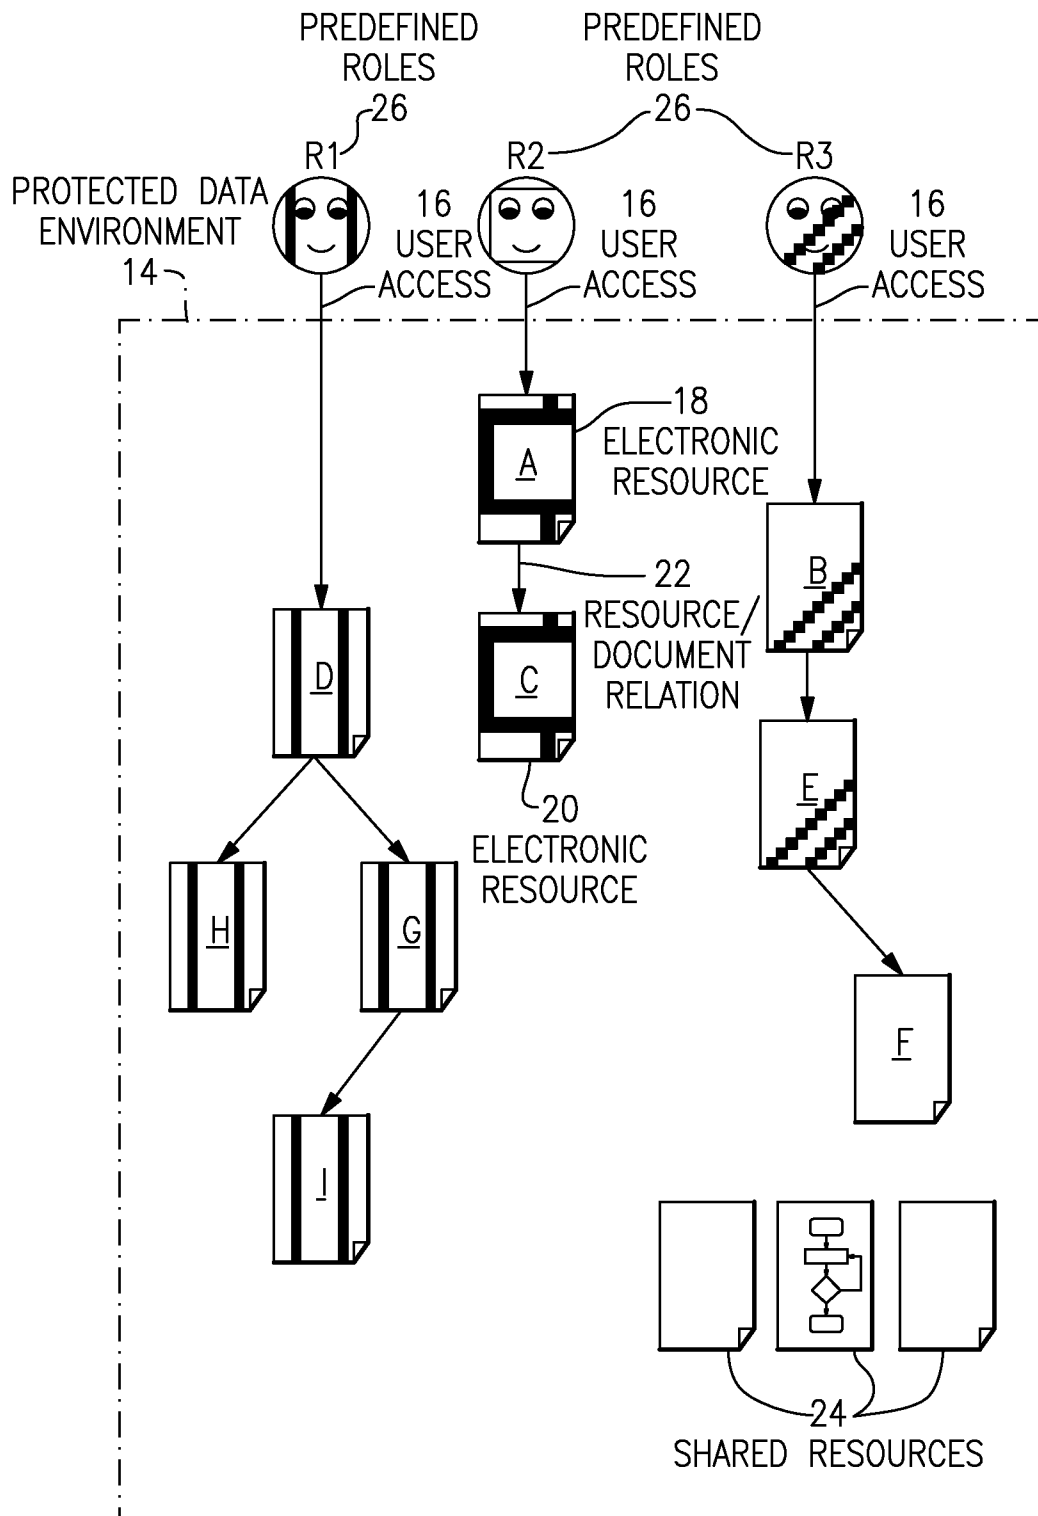 PREDEFINED
ROLES
26
PREDEFINED
ROLES
26
R1
R2
R3
PROTECTED DATA
ENVIRONMENT
14
16
USER
ACCESS
16
USER
ACCESS
16
USER
ACCESS
A
18
ELECTRONIC
RESOURCE
B
22
RESOURCE/
DOCUMENT
RELATION
D
C
E
20
ELECTRONIC
RESOURCE
H
G
F
I
24
SHARED RESOURCES